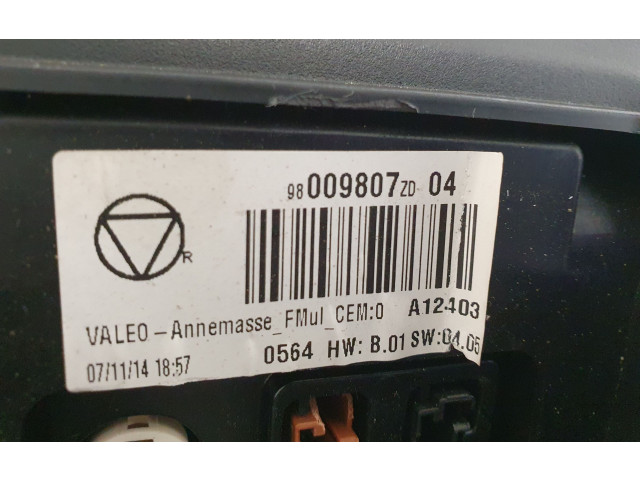 98 009807 ZD 04
R
VALEO-Annemasse_FMul_CEM:0 A12403
07/11/14 18:57 0564 HW: B.01 SW:04.05